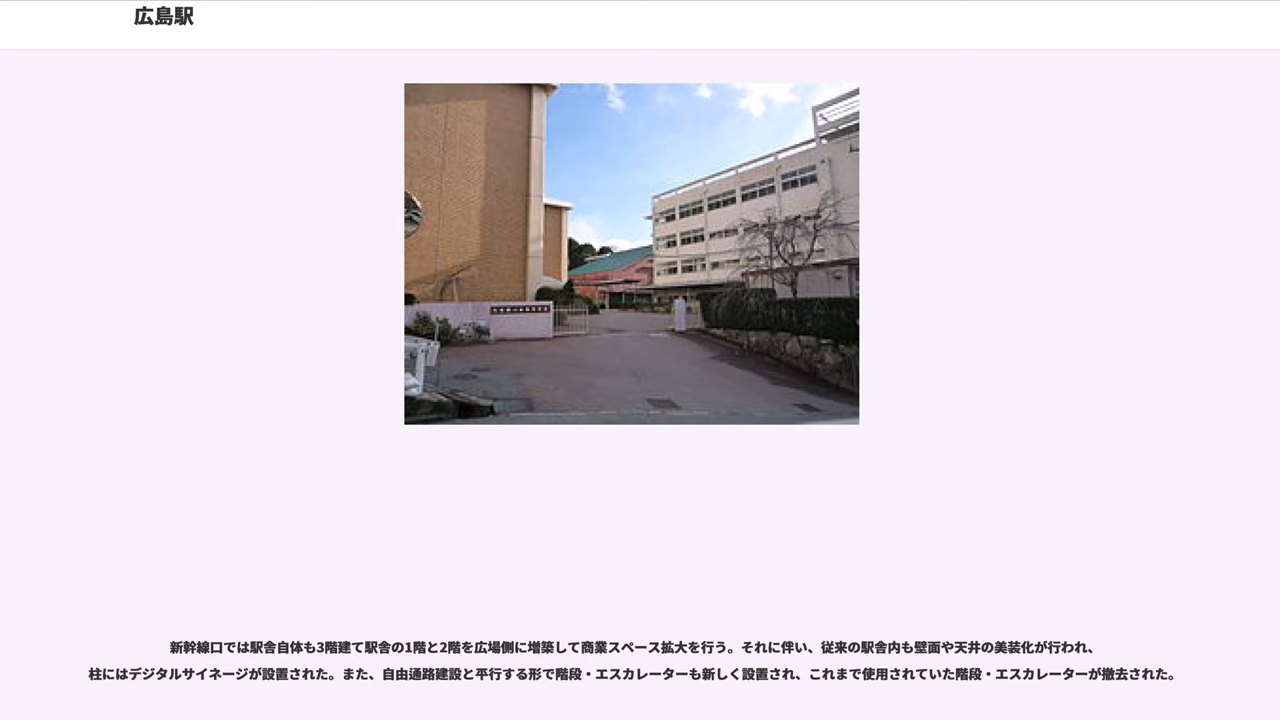 広島駅
新幹線口では駅舎自体も3階建て駅舎の1階と2階を広場側に増築して商業スペース拡大を行う。それに伴い、従来の駅舎内も壁面や天井の美装化が行われ、
柱にはデジタルサイネージが設置された。また、自由通路建設と平行する形で階段・エスカレーターも新しく設置され、これまで使用されていた階段・エスカレーターが撤去された。